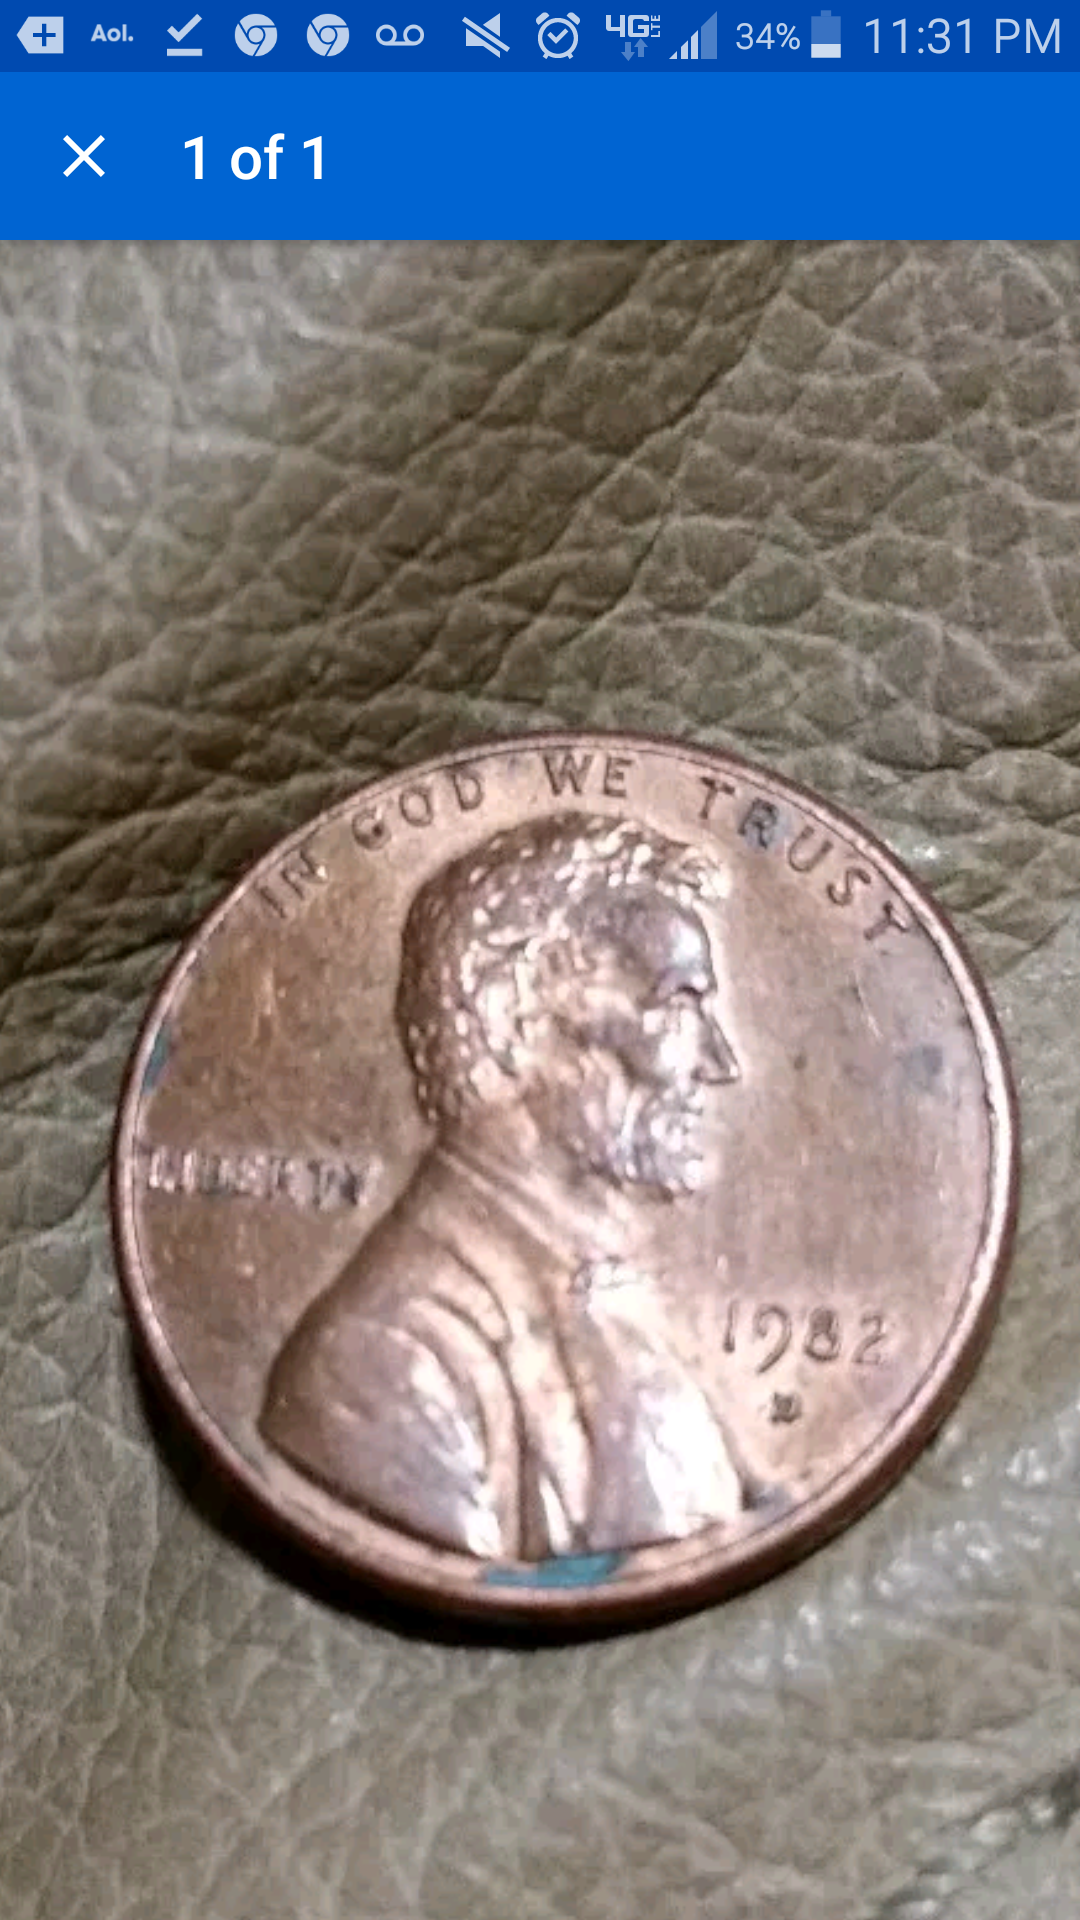 Aol. 4G LTE 34% 11:31 PM
1 of 1
IN GOD WE TRUST
LIBERTY
1982